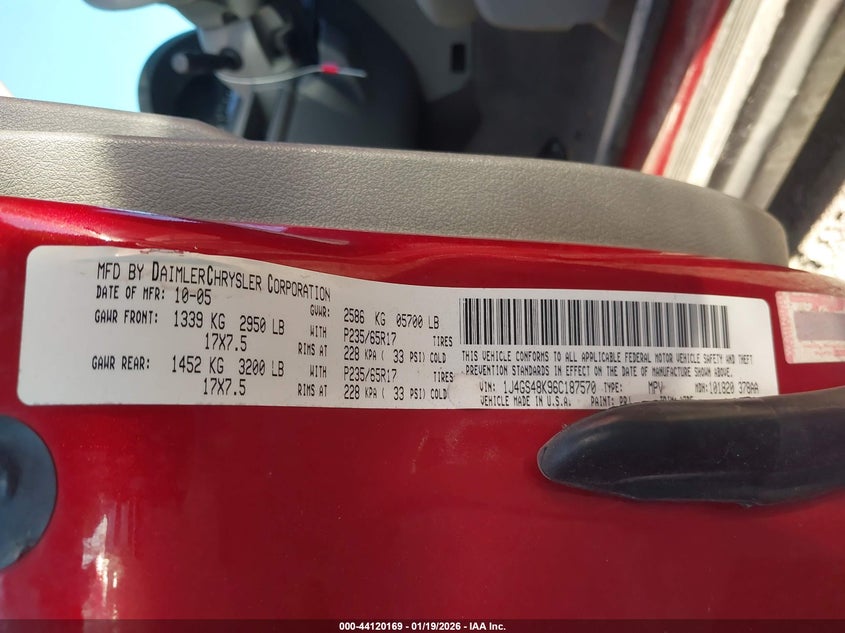 MFD BY DAIMLERCHRYSLER CORPORATION
DATE OF MFR: 10-05 GVWR: 2586 KG 05700 LB
GAWR FRONT: 1339 KG 2950 LB WITH P235/65R17 TIRES
17X7.5 RIMS AT 228 KPA ( 33 PSI) COLD
GAWR REAR: 1452 KG 3200 LB WITH P235/65R17 TIRES
17X7.5 RIMS AT 228 KPA ( 33 PSI) COLD
THIS VEHICLE CONFORMS TO ALL APPLICABLE FEDERAL MOTOR VEHICLE SAFETY AND THEFT
PREVENTION STANDARDS IN EFFECT ON THE DATE OF MANUFACTURE SHOWN ABOVE.
VIN: 1J4GS48K96C187570 TYPE: MPV MDH: 101920 379AA
VEHICLE MADE IN U.S.A. PAINT:
000-44120169 - 01/19/2026 - IAA Inc.